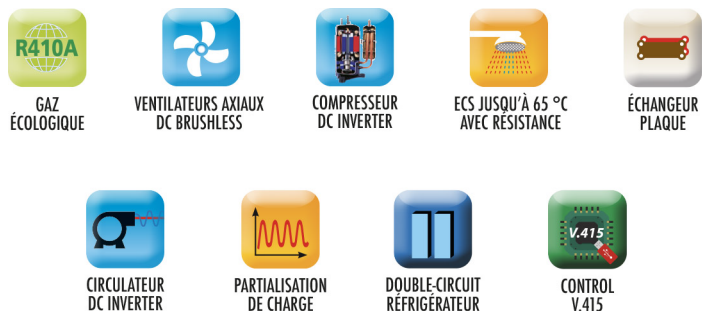 R410A
GAZ
ÉCOLOGIQUE
VENTILATEURS AXIAUX
DC BRUSHLESS
COMPRESSEUR
DC INVERTER
ECS JUSQU'À 65 °C
AVEC RÉSISTANCE
ÉCHANGEUR
PLAQUE
CIRCULATEUR
DC INVERTER
PARTIALISATION
DE CHARGE
DOUBLE-CIRCUIT
RÉFRIGÉRATEUR
V.415
CONTROL
V.415